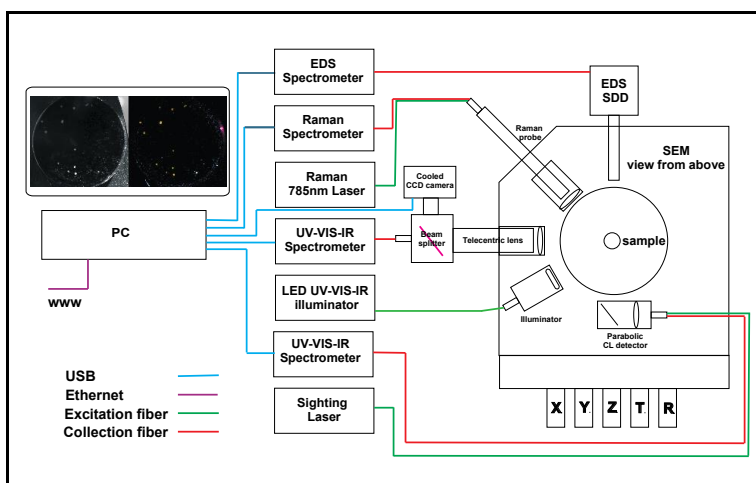 EDS
Spectrometer
EDS
SDD
Raman
Spectrometer
Raman
probe
SEM
view from above
Raman
785nm Laser
Cooled
CCD camera
PC
UV-VIS-IR
Spectrometer
Beam
splitter
Telecentric lens
sample
www
LED UV-VIS-IR
illuminator
Illuminator
Parabolic
CL detector
UV-VIS-IR
Spectrometer
USB
Ethernet
Excitation fiber
Collection fiber
Sighting
Laser
X Y Z T R